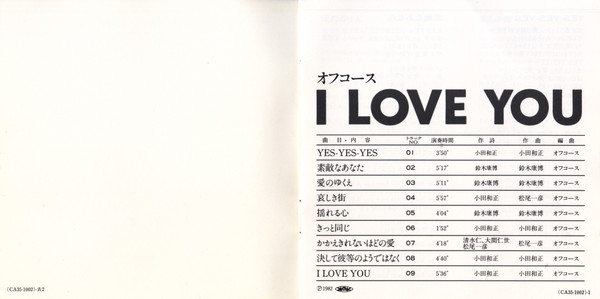 オフコース
I LOVE YOU
曲目・内容 トラックNO. 演奏時間 作詩 作曲 編曲
YES-YES-YES 01 3'50" 小田和正 小田和正 オフコース
素敵なあなた 02 5'17" 鈴木康博 鈴木康博 オフコース
愛のゆくえ 03 5'11" 鈴木康博 鈴木康博 オフコース
哀しき街 04 5'57" 小田和正 松尾一彦 オフコース
揺れる心 05 4'04" 鈴木康博 鈴木康博 オフコース
きっと同じ 06 1'52" 小田和正 小田和正 オフコース
かかえきれないほどの愛 07 4'18" 清水仁、大間仁世 松尾一彦 松尾一彦 オフコース
決して彼等のようではなく 08 4'40" 小田和正 小田和正 オフコース
I LOVE YOU 09 5'36" 小田和正 小田和正 オフコース
(CA35-1002)-表2
Ⓟ1982
(CA35-1002)-1